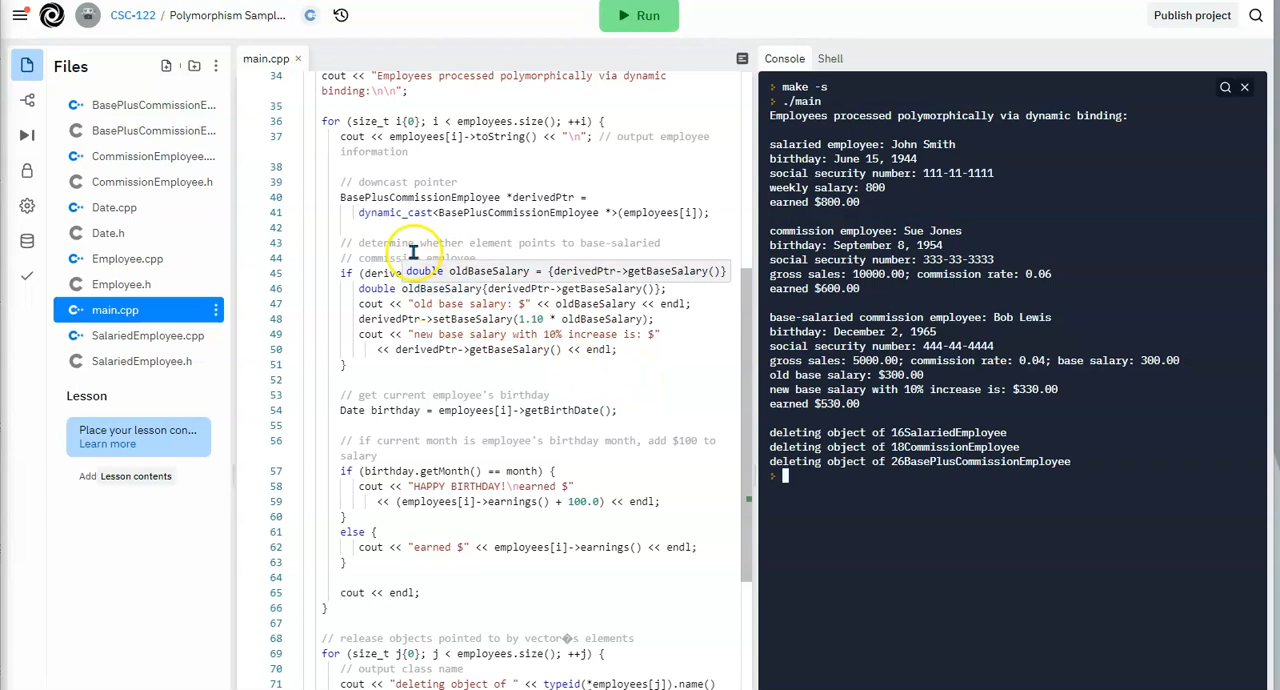 CSC-122 / Polymorphism Sampl...
Run
Publish project
Files
BasePlusCommissionE...
BasePlusCommissionE...
CommissionEmployee....
CommissionEmployee.h
Date.cpp
Date.h
Employee.cpp
Employee.h
main.cpp
SalariedEmployee.cpp
SalariedEmployee.h
Lesson
Place your lesson con...
Learn more
Add Lesson contents
main.cpp
34 cout << "Employees processed polymorphically via dynamic
binding:\n\n";
35
36 for (size_t i{0}; i < employees.size(); ++i) {
37 cout << employees[i]->toString() << "\n"; // output employee
information
38
39 // downcast pointer
40 BasePlusCommissionEmployee *derivedPtr =
41 dynamic_cast<BasePlusCommissionEmployee *>(employees[i]);
42
43 // determine whether element points to base-salaried
44 // commission employee
45 if (deriv
double oldBaseSalary = {derivedPtr->getBaseSalary()}
46 double oldBaseSalary{derivedPtr->getBaseSalary()};
47 cout << "old base salary: $" << oldBaseSalary << endl;
48 derivedPtr->setBaseSalary(1.10 * oldBaseSalary);
49 cout << "new base salary with 10% increase is: $"
50 << derivedPtr->getBaseSalary() << endl;
51 }
52
53 // get current employee's birthday
54 Date birthday = employees[i]->getBirthDate();
55
56 // if current month is employee's birthday month, add $100 to
salary
57 if (birthday.getMonth() == month) {
58 cout << "HAPPY BIRTHDAY!\nearned $"
59 << (employees[i]->earnings() + 100.0) << endl;
60 }
61 else {
62 cout << "earned $" << employees[i]->earnings() << endl;
63 }
64
65 cout << endl;
66 }
67
68 // release objects pointed to by vector�s elements
69 for (size_t j{0}; j < employees.size(); ++j) {
70 // output class name
71 cout << "deleting object of " << typeid(*employees[j]).name()
Console Shell
make -s
./main
Employees processed polymorphically via dynamic binding:
salaried employee: John Smith
birthday: June 15, 1944
social security number: 111-11-1111
weekly salary: 800
earned $800.00
commission employee: Sue Jones
birthday: September 8, 1954
social security number: 333-33-3333
gross sales: 10000.00; commission rate: 0.06
earned $600.00
base-salaried commission employee: Bob Lewis
birthday: December 2, 1965
social security number: 444-44-4444
gross sales: 5000.00; commission rate: 0.04; base salary: 300.00
old base salary: $300.00
new base salary with 10% increase is: $330.00
earned $530.00
deleting object of 16SalariedEmployee
deleting object of 18CommissionEmployee
deleting object of 26BasePlusCommissionEmployee